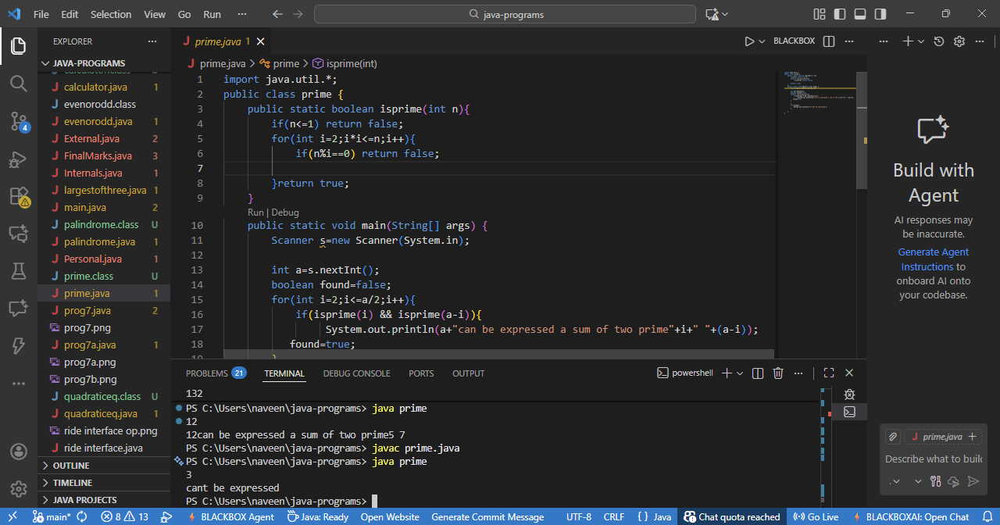 File Edit Selection View Go Run ··· java-programs
EXPLORER ···
JAVA-PROGRAMS
calculator.class
calculator.java 1
evenorodd.class
evenorodd.java 1
External.java 2
FinalMarks.java 3
Internals.java 1
largestofthree.java 1
main.java 2
palindrome.class U
palindrome.java 1
Personal.java 1
prime.class U
prime.java 1
prog7.java 2
prog7.png
prog7a.java 1
prog7a.png
prog7b.png
quadraticeq.class U
quadraticeq.java 1
ride interface op.png
ride interface.java
OUTLINE
TIMELINE
JAVA PROJECTS
4
prime.java 1
BLACKBOX
prime.java > prime > isprime(int)
1 import java.util.*;
2 public class prime {
3 public static boolean isprime(int n){
4 if(n<=1) return false;
5 for(int i=2;i*i<=n;i++){
6 if(n%i==0) return false;
7
8 }return true;
9 }
Run | Debug
10 public static void main(String[] args) {
11 Scanner s=new Scanner(System.in);
12
13 int a=s.nextInt();
14 boolean found=false;
15 for(int i=2;i<=a/2;i++){
16 if(isprime(i) && isprime(a-i)){
17 System.out.println(a+"can be expressed a sum of two prime"+i+" "+(a-i));
18 found=true;
19 }
PROBLEMS 21 TERMINAL DEBUG CONSOLE PORTS OUTPUT powershell
132
PS C:\Users\naveen\java-programs> java prime
12
12can be expressed a sum of two prime5 7
PS C:\Users\naveen\java-programs> javac prime.java
PS C:\Users\naveen\java-programs> java prime
3
cant be expressed
PS C:\Users\naveen\java-programs>
Build with
Agent
AI responses may
be inaccurate.
Generate Agent
Instructions to
onboard AI onto
your codebase.
prime.java
Describe what to build
main* 8 13 BLACKBOX Agent Java: Ready Open Website Generate Commit Message UTF-8 CRLF { } Java Chat quota reached Go Live BLACKBOXAI: Open Chat